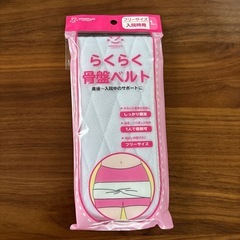 フリーサイズ
入院時用
らくらく
骨盤ベルト
産後~入院中のサポートに
しっかり固定
1人で着脱可
フリーサイズ